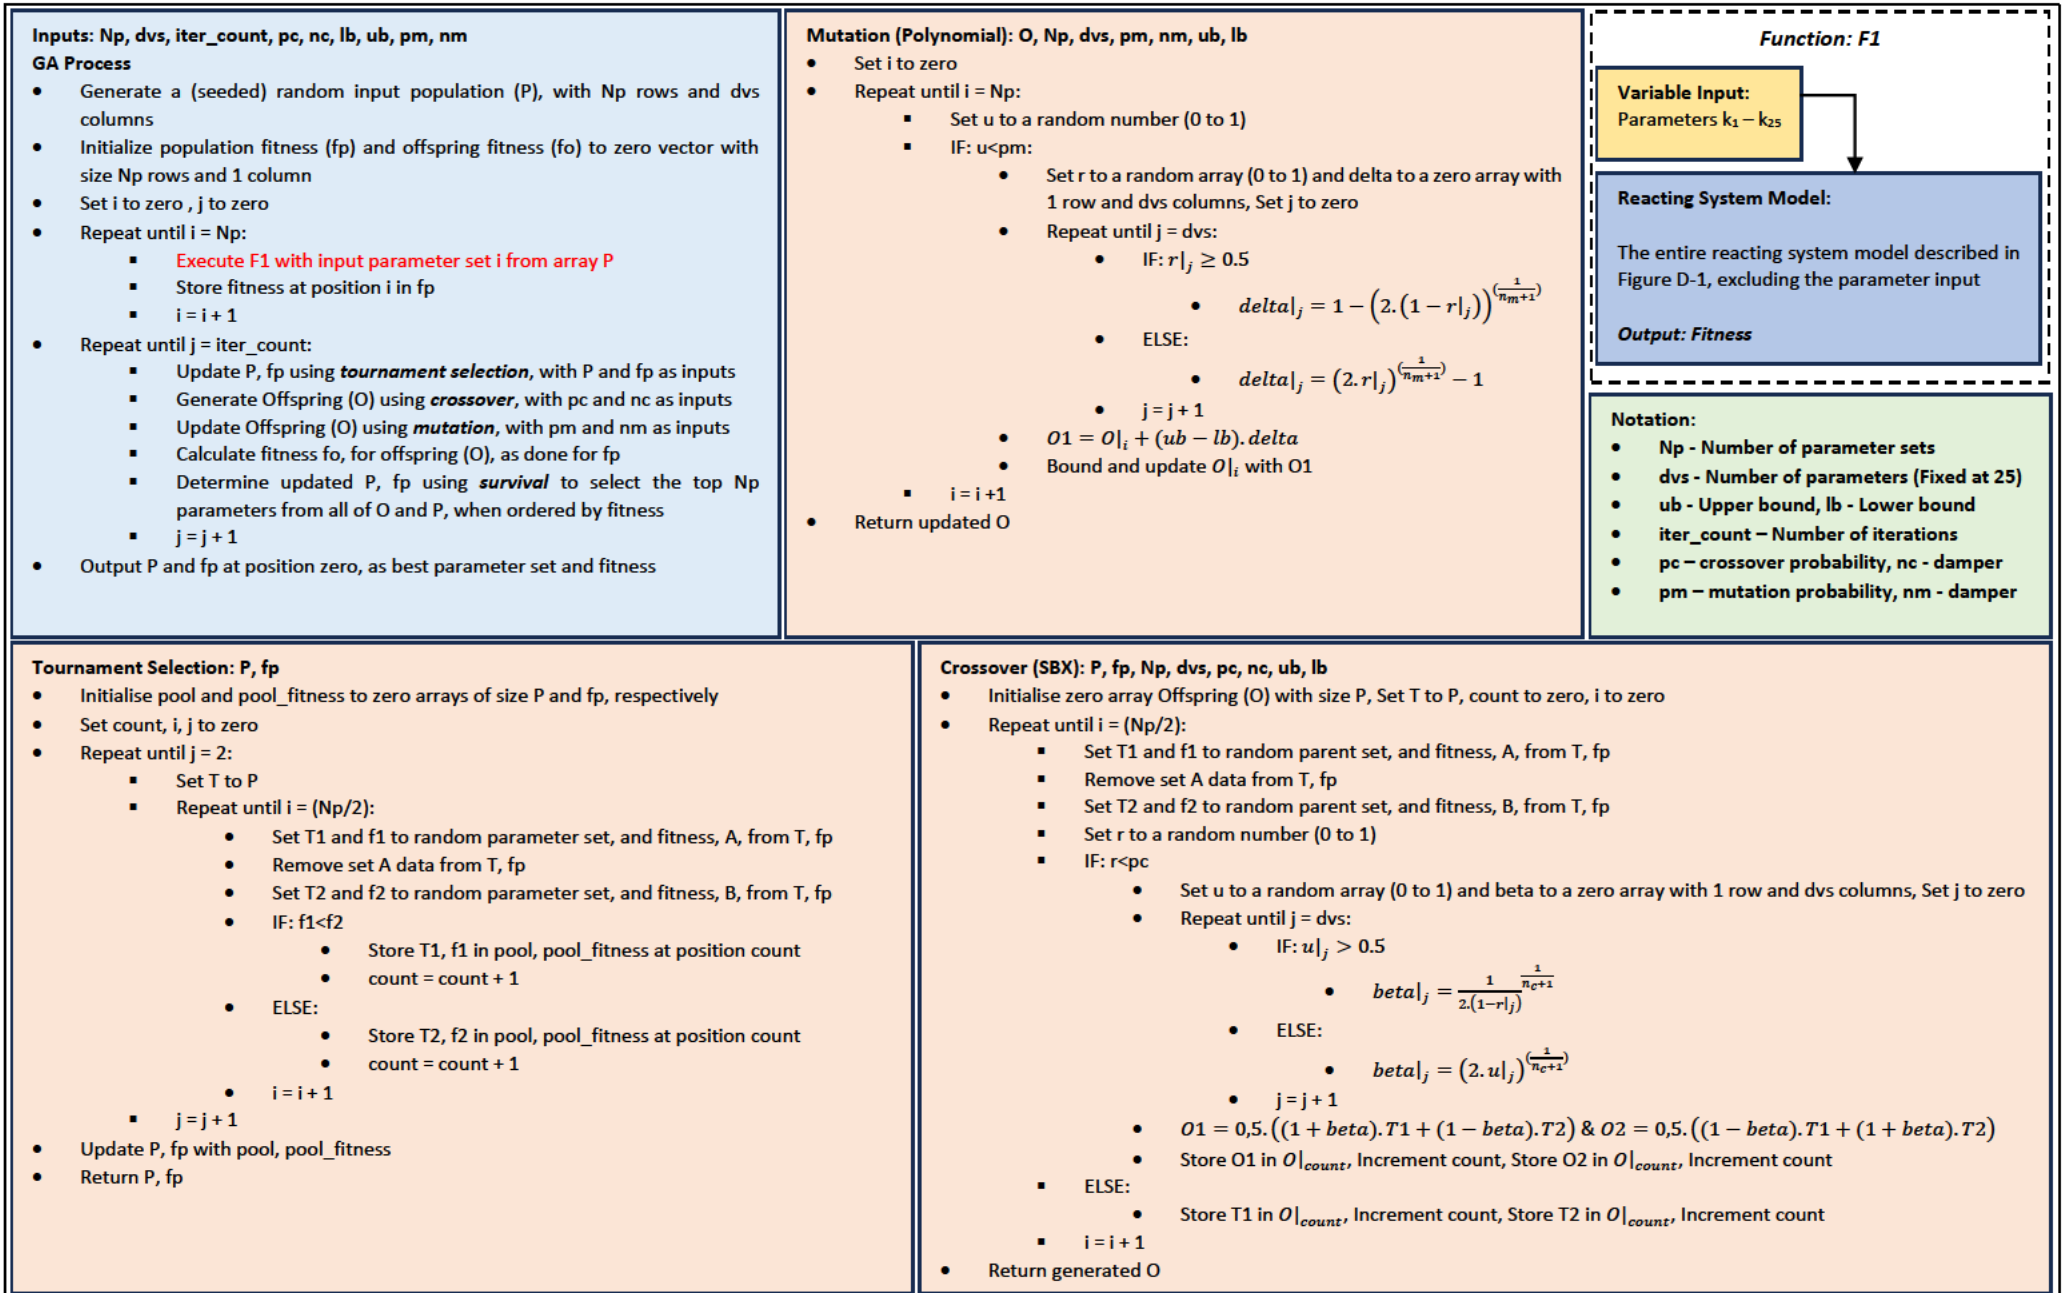 Inputs: Np, dvs, iter_count, pc, nc, lb, ub, pm, nm
GA Process
• Generate a (seeded) random input population (P), with Np rows and dvs
columns
• Initialize population fitness (fp) and offspring fitness (fo) to zero vector with
size Np rows and 1 column
• Set i to zero , j to zero
• Repeat until i = Np:
▪ Execute F1 with input parameter set i from array P
▪ Store fitness at position i in fp
▪ i = i + 1
• Repeat until j = iter_count:
▪ Update P, fp using tournament selection, with P and fp as inputs
▪ Generate Offspring (O) using crossover, with pc and nc as inputs
▪ Update Offspring (O) using mutation, with pm and nm as inputs
▪ Calculate fitness fo, for offspring (O), as done for fp
▪ Determine updated P, fp using survival to select the top Np
parameters from all of O and P, when ordered by fitness
▪ j = j + 1
• Output P and fp at position zero, as best parameter set and fitness
Mutation (Polynomial): O, Np, dvs, pm, nm, ub, lb
• Set i to zero
• Repeat until i = Np:
▪ Set u to a random number (0 to 1)
▪ IF: u<pm:
• Set r to a random array (0 to 1) and delta to a zero array with
1 row and dvs columns, Set j to zero
• Repeat until j = dvs:
• IF: r|_j ≥ 0.5
• delta|_j = 1 − (2.(1 − r|_j))^(1/(n_m+1))
• ELSE:
• delta|_j = (2.r|_j)^(1/(n_m+1)) − 1
• j = j + 1
• O1 = O|_i + (ub − lb).delta
• Bound and update O|_i with O1
▪ i = i +1
• Return updated O
Function: F1
Variable Input:
Parameters k₁ – k₂₅
Reacting System Model:
The entire reacting system model described in
Figure D-1, excluding the parameter input
Output: Fitness
Notation:
• Np - Number of parameter sets
• dvs - Number of parameters (Fixed at 25)
• ub - Upper bound, lb - Lower bound
• iter_count – Number of iterations
• pc – crossover probability, nc - damper
• pm – mutation probability, nm - damper
Tournament Selection: P, fp
• Initialise pool and pool_fitness to zero arrays of size P and fp, respectively
• Set count, i, j to zero
• Repeat until j = 2:
▪ Set T to P
▪ Repeat until i = (Np/2):
• Set T1 and f1 to random parameter set, and fitness, A, from T, fp
• Remove set A data from T, fp
• Set T2 and f2 to random parameter set, and fitness, B, from T, fp
• IF: f1<f2
• Store T1, f1 in pool, pool_fitness at position count
• count = count + 1
• ELSE:
• Store T2, f2 in pool, pool_fitness at position count
• count = count + 1
• i = i + 1
▪ j = j + 1
• Update P, fp with pool, pool_fitness
• Return P, fp
Crossover (SBX): P, fp, Np, dvs, pc, nc, ub, lb
• Initialise zero array Offspring (O) with size P, Set T to P, count to zero, i to zero
• Repeat until i = (Np/2):
▪ Set T1 and f1 to random parent set, and fitness, A, from T, fp
▪ Remove set A data from T, fp
▪ Set T2 and f2 to random parent set, and fitness, B, from T, fp
▪ Set r to a random number (0 to 1)
▪ IF: r<pc
• Set u to a random array (0 to 1) and beta to a zero array with 1 row and dvs columns, Set j to zero
• Repeat until j = dvs:
• IF: u|_j > 0.5
• beta|_j = 1/(2.(1−r|_j))^(1/(n_c+1))
• ELSE:
• beta|_j = (2.u|_j)^(1/(n_c+1))
• j = j + 1
• O1 = 0,5.((1 + beta).T1 + (1 − beta).T2) & O2 = 0,5.((1 − beta).T1 + (1 + beta).T2)
• Store O1 in O|_count, Increment count, Store O2 in O|_count, Increment count
▪ ELSE:
• Store T1 in O|_count, Increment count, Store T2 in O|_count, Increment count
▪ i = i + 1
• Return generated O